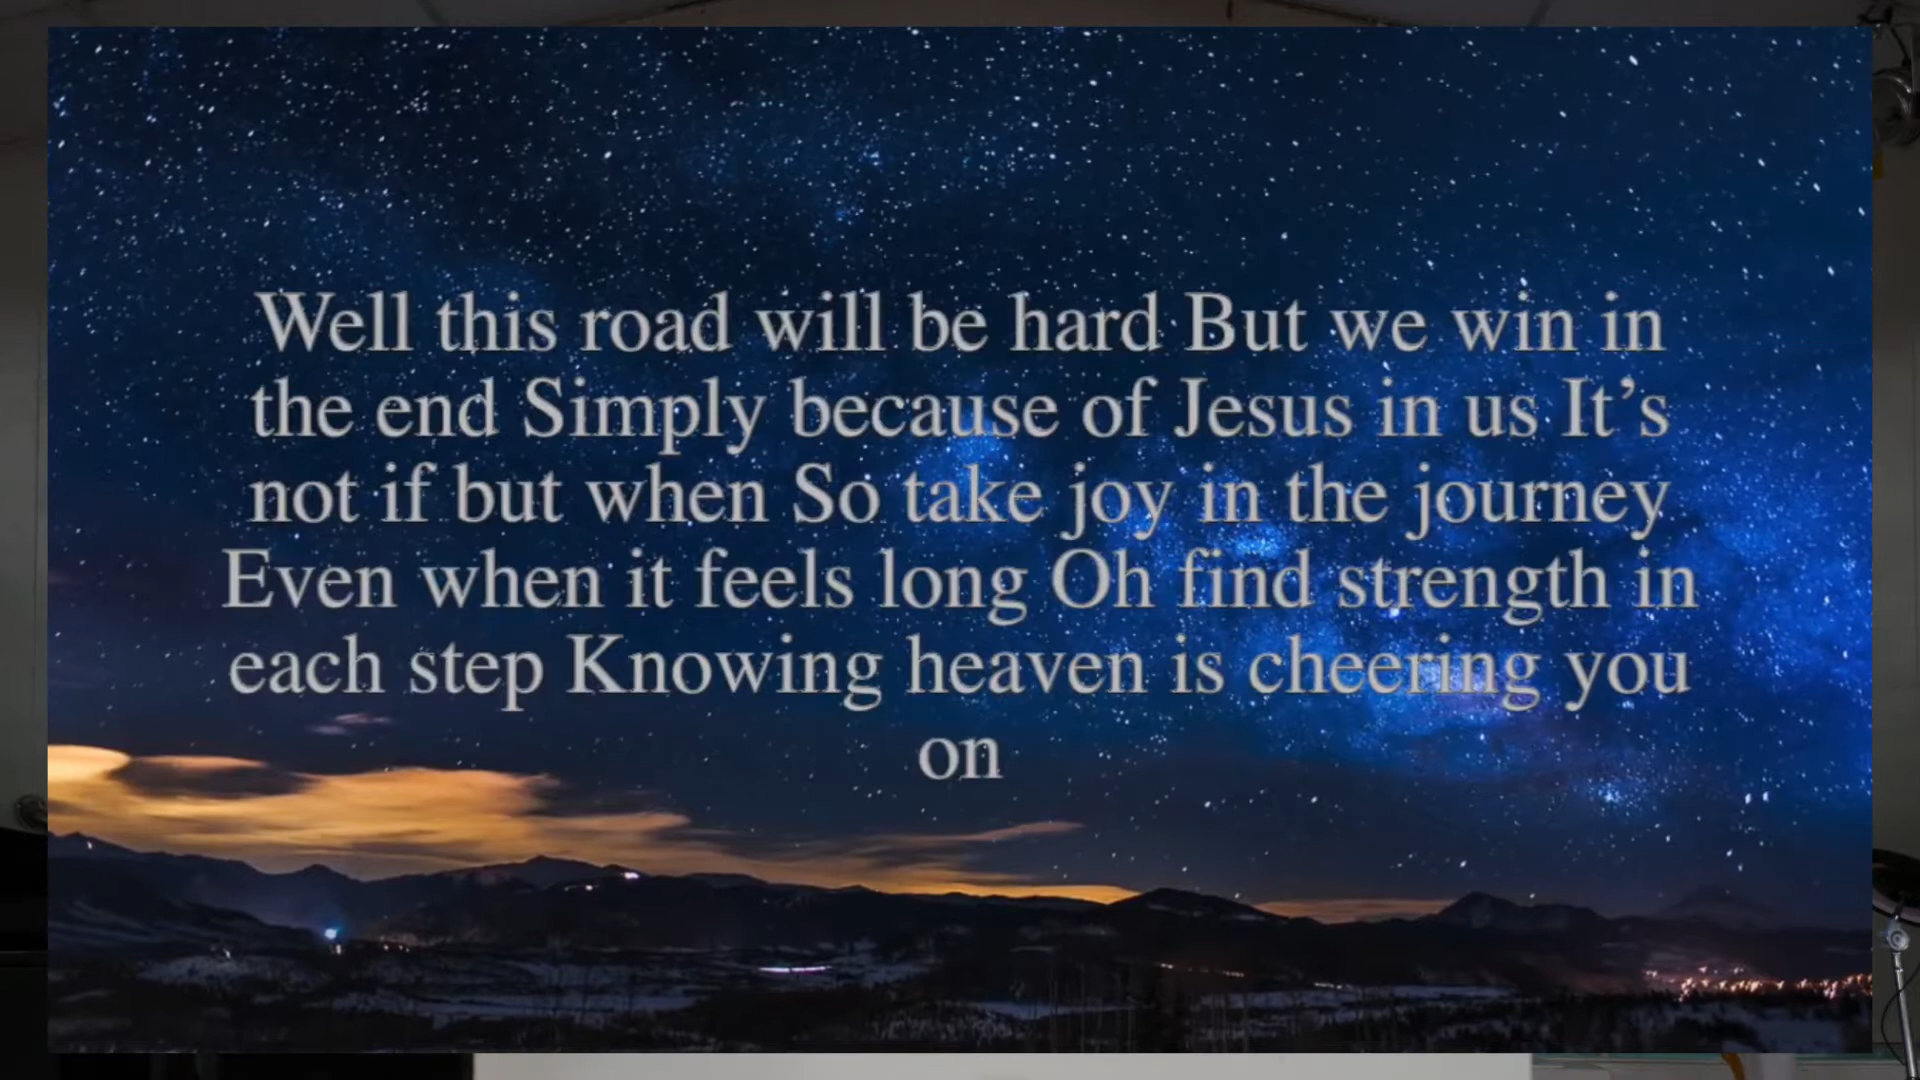 Well this road will be hard But we win in
the end Simply because of Jesus in us It’s
not if but when So take joy in the journey
Even when it feels long Oh find strength in
each step Knowing heaven is cheering you
on